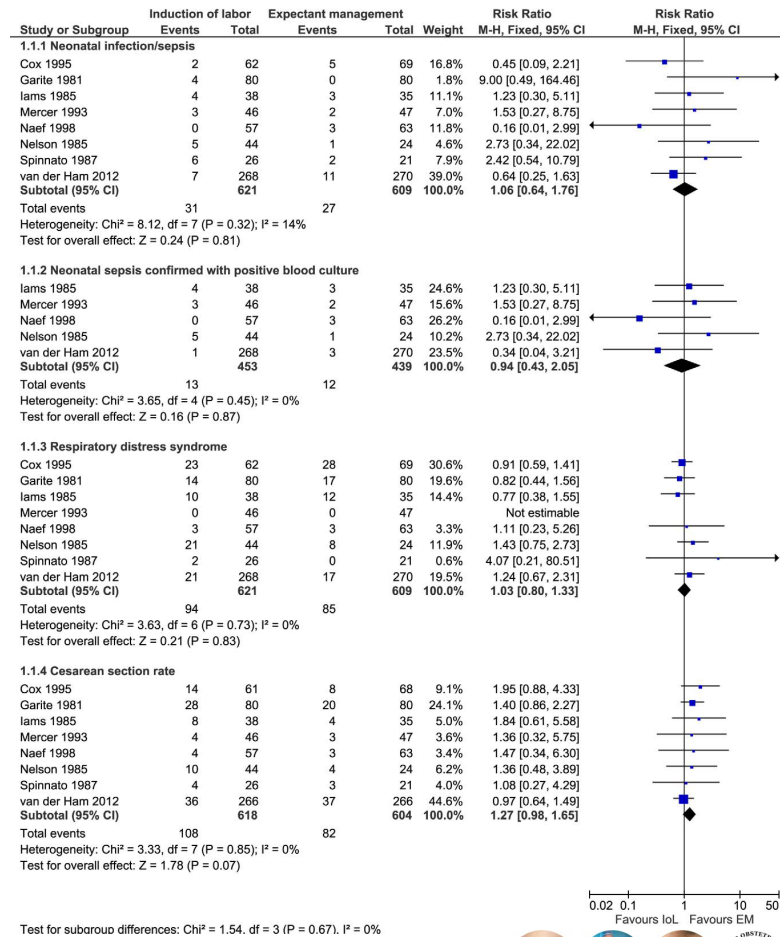 Induction of labor Expectant management Risk Ratio Risk Ratio
Study or Subgroup Events Total Events Total Weight M-H, Fixed, 95% CI M-H, Fixed, 95% CI
1.1.1 Neonatal infection/sepsis
Cox 1995 2 62 5 69 16.8% 0.45 [0.09, 2.21]
Garite 1981 4 80 0 80 1.8% 9.00 [0.49, 164.46]
Iams 1985 4 38 3 35 11.1% 1.23 [0.30, 5.11]
Mercer 1993 3 46 2 47 7.0% 1.53 [0.27, 8.75]
Naef 1998 0 57 3 63 11.8% 0.16 [0.01, 2.99]
Nelson 1985 5 44 1 24 4.6% 2.73 [0.34, 22.02]
Spinnato 1987 6 26 2 21 7.9% 2.42 [0.54, 10.79]
van der Ham 2012 7 268 11 270 39.0% 0.64 [0.25, 1.63]
Subtotal (95% CI) 621 609 100.0% 1.06 [0.64, 1.76]
Total events 31 27
Heterogeneity: Chi² = 8.12, df = 7 (P = 0.32); I² = 14%
Test for overall effect: Z = 0.24 (P = 0.81)
1.1.2 Neonatal sepsis confirmed with positive blood culture
Iams 1985 4 38 3 35 24.6% 1.23 [0.30, 5.11]
Mercer 1993 3 46 2 47 15.6% 1.53 [0.27, 8.75]
Naef 1998 0 57 3 63 26.2% 0.16 [0.01, 2.99]
Nelson 1985 5 44 1 24 10.2% 2.73 [0.34, 22.02]
van der Ham 2012 1 268 3 270 23.5% 0.34 [0.04, 3.21]
Subtotal (95% CI) 453 439 100.0% 0.94 [0.43, 2.05]
Total events 13 12
Heterogeneity: Chi² = 3.65, df = 4 (P = 0.45); I² = 0%
Test for overall effect: Z = 0.16 (P = 0.87)
1.1.3 Respiratory distress syndrome
Cox 1995 23 62 28 69 30.6% 0.91 [0.59, 1.41]
Garite 1981 14 80 17 80 19.6% 0.82 [0.44, 1.56]
Iams 1985 10 38 12 35 14.4% 0.77 [0.38, 1.55]
Mercer 1993 0 46 0 47 Not estimable
Naef 1998 3 57 3 63 3.3% 1.11 [0.23, 5.26]
Nelson 1985 21 44 8 24 11.9% 1.43 [0.75, 2.73]
Spinnato 1987 2 26 0 21 0.6% 4.07 [0.21, 80.51]
van der Ham 2012 21 268 17 270 19.5% 1.24 [0.67, 2.31]
Subtotal (95% CI) 621 609 100.0% 1.03 [0.80, 1.33]
Total events 94 85
Heterogeneity: Chi² = 3.63, df = 6 (P = 0.73); I² = 0%
Test for overall effect: Z = 0.21 (P = 0.83)
1.1.4 Cesarean section rate
Cox 1995 14 61 8 68 9.1% 1.95 [0.88, 4.33]
Garite 1981 28 80 20 80 24.1% 1.40 [0.86, 2.27]
Iams 1985 8 38 4 35 5.0% 1.84 [0.61, 5.58]
Mercer 1993 4 46 3 47 3.6% 1.36 [0.32, 5.75]
Naef 1998 4 57 3 63 3.4% 1.47 [0.34, 6.30]
Nelson 1985 10 44 4 24 6.2% 1.36 [0.48, 3.89]
Spinnato 1987 4 26 3 21 4.0% 1.08 [0.27, 4.29]
van der Ham 2012 36 266 37 266 44.6% 0.97 [0.64, 1.49]
Subtotal (95% CI) 618 604 100.0% 1.27 [0.98, 1.65]
Total events 108 82
Heterogeneity: Chi² = 3.33, df = 7 (P = 0.85); I² = 0%
Test for overall effect: Z = 1.78 (P = 0.07)
0.02 0.1 1 10 50
Favours IoL Favours EM
Test for subgroup differences: Chi² = 1.54, df = 3 (P = 0.67), I² = 0%